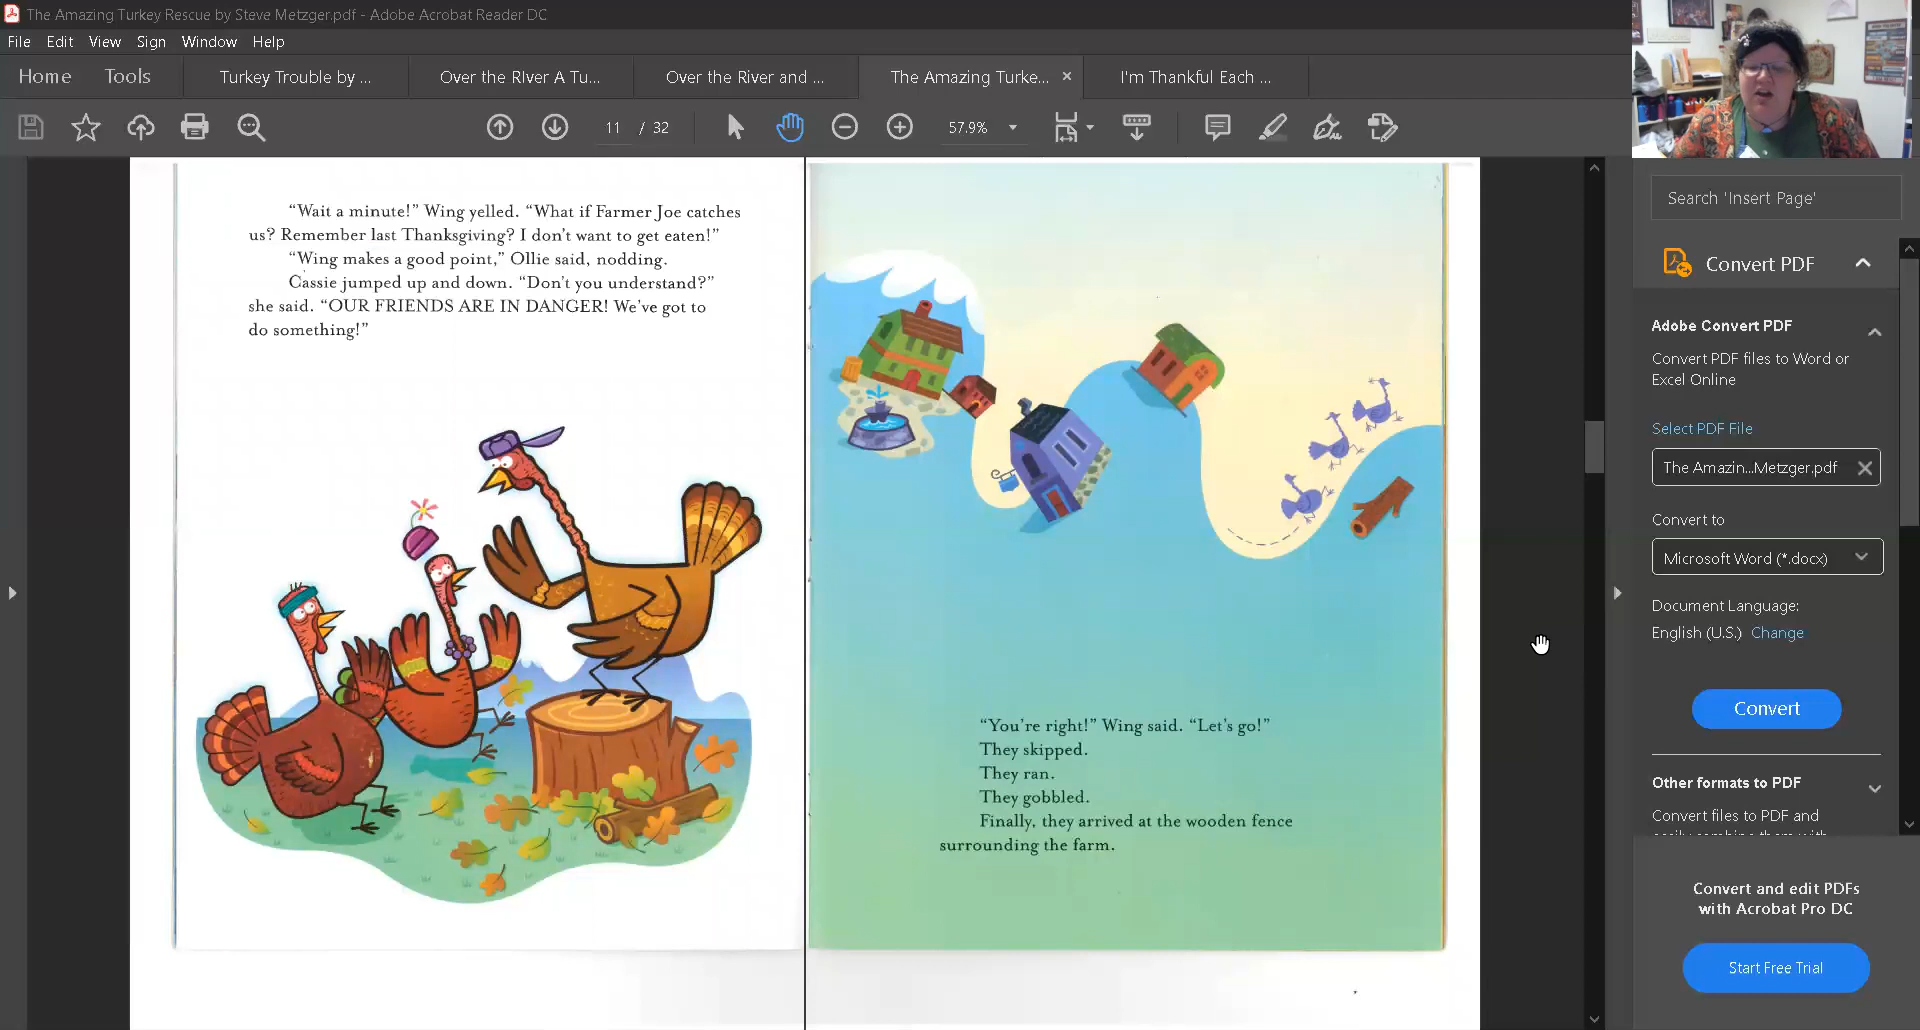 The Amazing Turkey Rescue by Steve Metzger.pdf - Adobe Acrobat Reader DC
File Edit View Sign Window Help
Home Tools Turkey Trouble by ... Over the RIver A Tu... Over the River and ... The Amazing Turke... × I'm Thankful Each ...
11 / 32 57.9%
"Wait a minute!" Wing yelled. "What if Farmer Joe catches
us? Remember last Thanksgiving? I don't want to get eaten!"
"Wing makes a good point," Ollie said, nodding.
Cassie jumped up and down. "Don't you understand?"
she said. "OUR FRIENDS ARE IN DANGER! We've got to
do something!"
"You're right!" Wing said. "Let's go!"
They skipped.
They ran.
They gobbled.
Finally, they arrived at the wooden fence
surrounding the farm.
Search 'Insert Page'
Convert PDF
Adobe Convert PDF
Convert PDF files to Word or
Excel Online
Select PDF File
The Amazin...Metzger.pdf
Convert to
Microsoft Word (*.docx)
Document Language:
English (U.S.) Change
Convert
Other formats to PDF
Convert files to PDF and
easily combine them with
Convert and edit PDFs
with Acrobat Pro DC
Start Free Trial